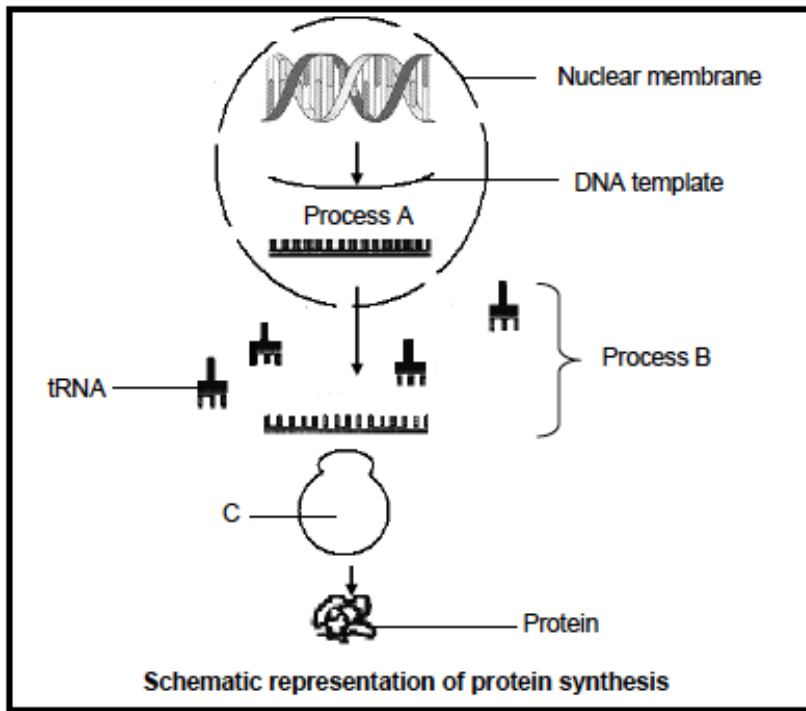 Nuclear membrane
DNA template
Process A
Process B
tRNA
C
Protein
Schematic representation of protein synthesis